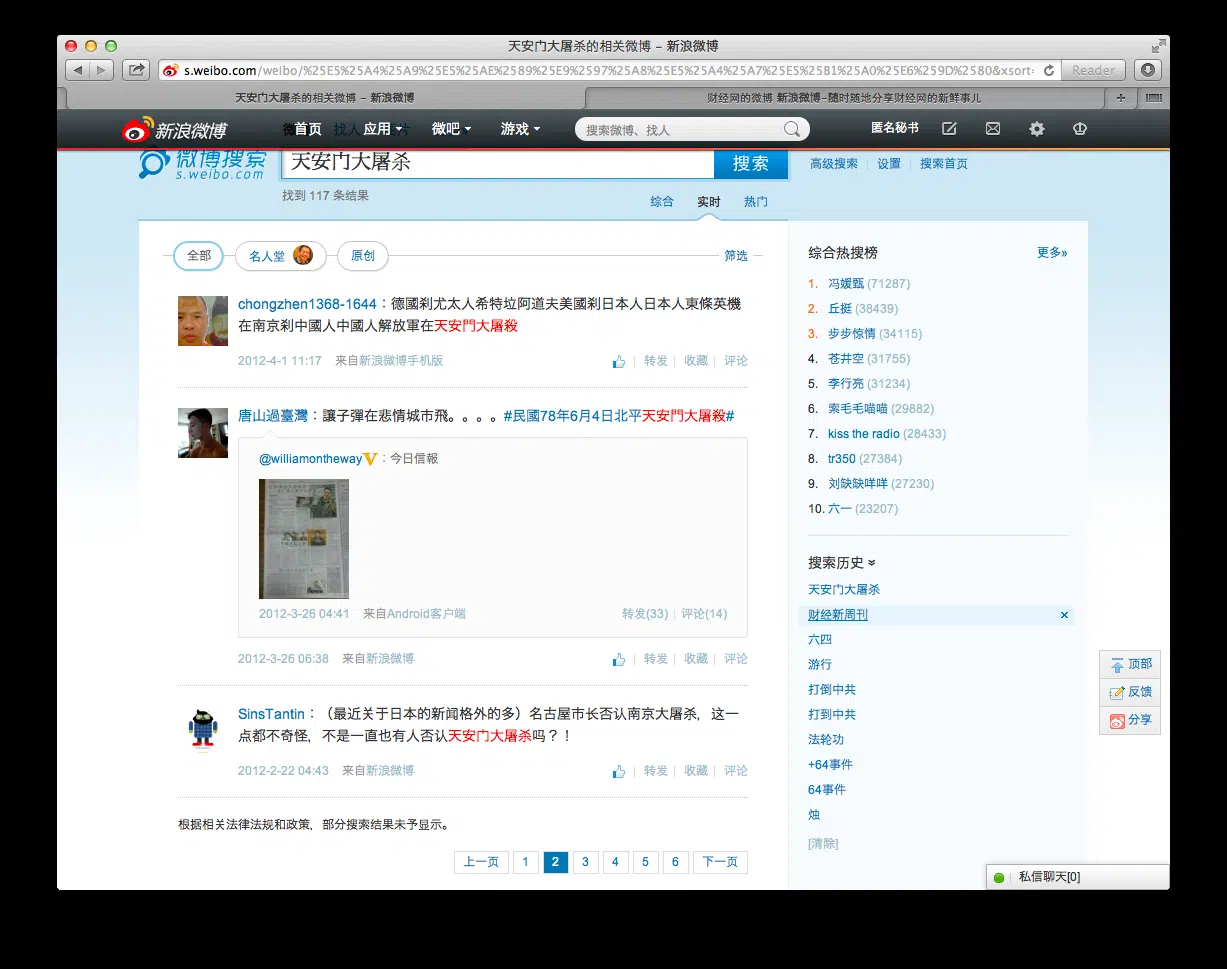 天安门大屠杀的相关微博 – 新浪微博
s.weibo.com/weibo/%25E5%25A4%25A9%25E5%25AE%2589%25E9%2597%25A8%25E5%25A4%25A7%25E5%25B1%25A0%25E6%259D%2580&xsort=
Reader
天安门大屠杀的相关微博 – 新浪微博
财经网的微博 新浪微博-随时随地分享财经网的新鲜事儿
新浪微博
首页 应用 微吧 游戏
搜索微博、找人
匿名秘书
微博搜索
s.weibo.com
天安门大屠杀
搜索
高级搜索 | 设置 | 搜索首页
找到 117 条结果
综合 实时 热门
全部 名人堂 原创 筛选
chongzhen1368-1644：德國剎尤太人希特垃阿道夫美國剎日本人日本人東條英機
在南京剎中國人中國人解放軍在天安門大屠殺
2012-4-1 11:17 来自新浪微博手机版
转发 | 收藏 | 评论
唐山過臺灣：讓子彈在悲情城市飛。。。。#民國78年6月4日北平天安門大屠殺#
@williamontheway：今日信報
2012-3-26 04:41 来自Android客户端
转发(33) | 评论(14)
2012-3-26 06:38 来自新浪微博
转发 | 收藏 | 评论
SinsTantin：（最近关于日本的新闻格外的多）名古屋市长否认南京大屠杀，这一
点都不奇怪，不是一直也有人否认天安门大屠杀吗？！
2012-2-22 04:43 来自新浪微博
转发 | 收藏 | 评论
根据相关法律法规和政策，部分搜索结果未予显示。
上一页 1 2 3 4 5 6 下一页
综合热搜榜 更多»
1. 冯媛甄 (71287)
2. 丘挺 (38439)
3. 步步惊情 (34115)
4. 苍井空 (31755)
5. 李行亮 (31234)
6. 索毛毛喵喵 (29882)
7. kiss the radio (28433)
8. tr350 (27384)
9. 刘缺缺咩咩 (27230)
10. 六一 (23207)
搜索历史
天安门大屠杀
财经新周刊
六四
游行
打倒中共
打到中共
法轮功
+64事件
64事件
烛
[清除]
顶部
反馈
分享
私信聊天[0]